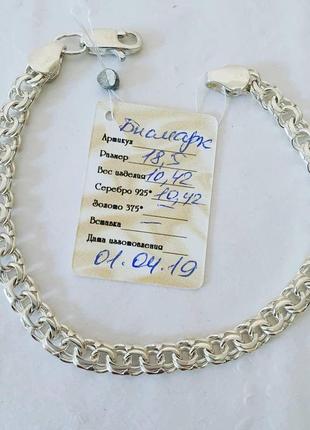 Бисмарк
Артикул
Размер 18,5
Вес изделия 10,42
Серебро 925° 10,42
Золото 375° —
Вставка —
Дата изготовления
01.04.19